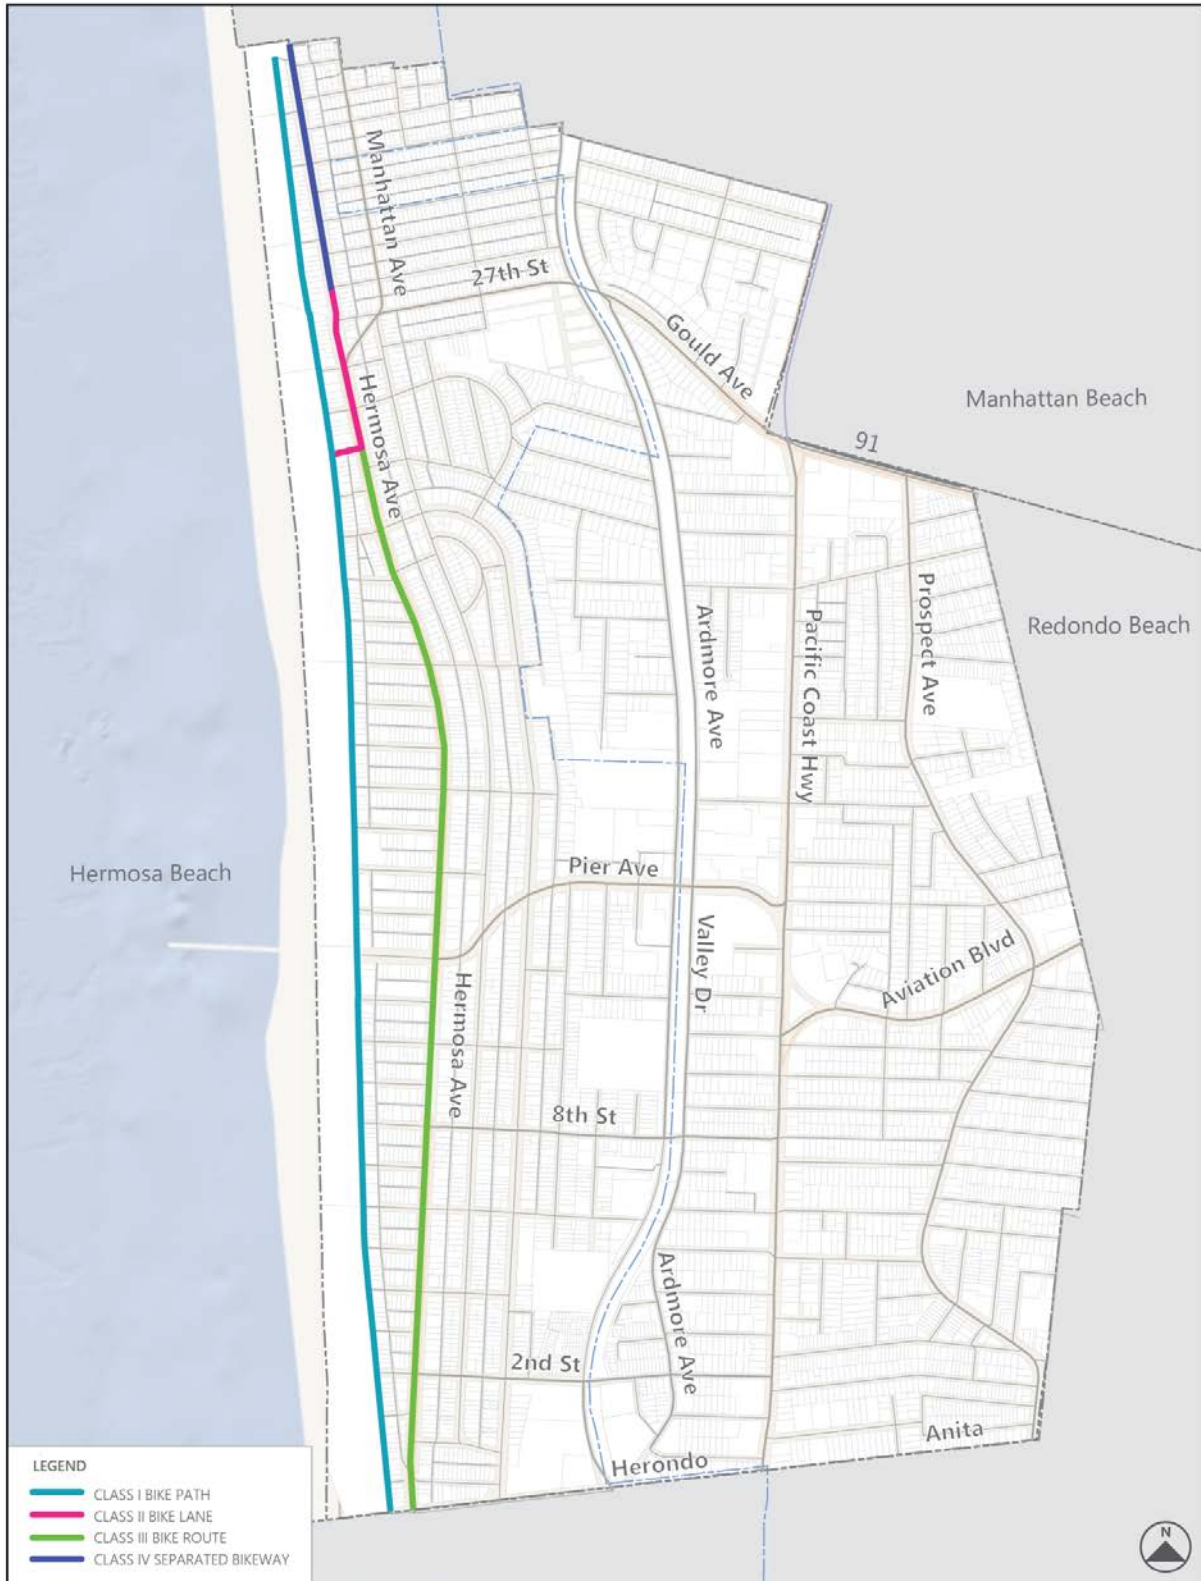 Manhattan Ave
27th St
Gould Ave
Manhattan Beach
Hermosa Ave
91
Prospect Ave
Redondo Beach
Ardmore Ave
Pacific Coast Hwy
Hermosa Beach
Pier Ave
Valley Dr
Aviation Blvd
Hermosa Ave
8th St
Ardmore Ave
2nd St
Anita
Herondo
LEGEND
CLASS I BIKE PATH
CLASS II BIKE LANE
CLASS III BIKE ROUTE
CLASS IV SEPARATED BIKEWAY
N